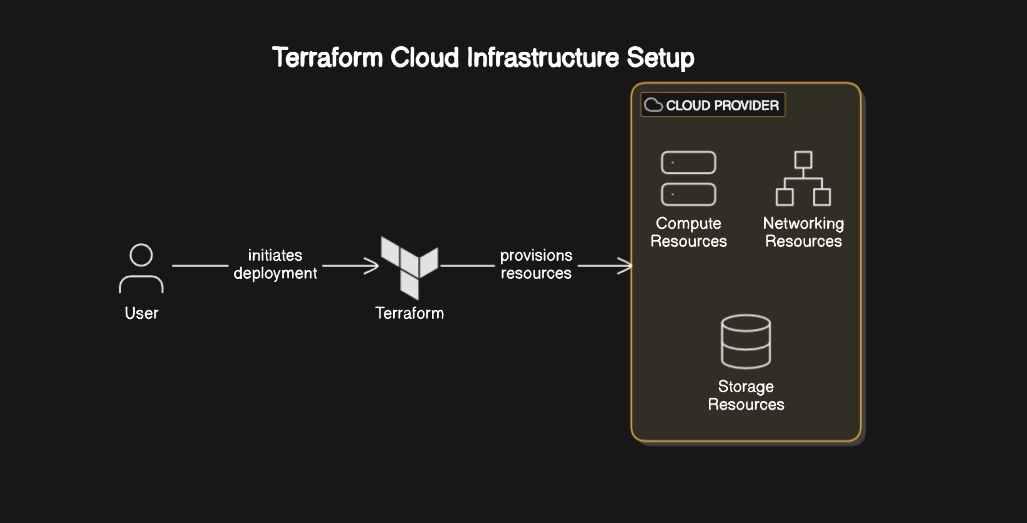 Terraform Cloud Infrastructure Setup
CLOUD PROVIDER
Compute
Resources
Networking
Resources
initiates
deployment
provisions
resources
User
Terraform
Storage
Resources